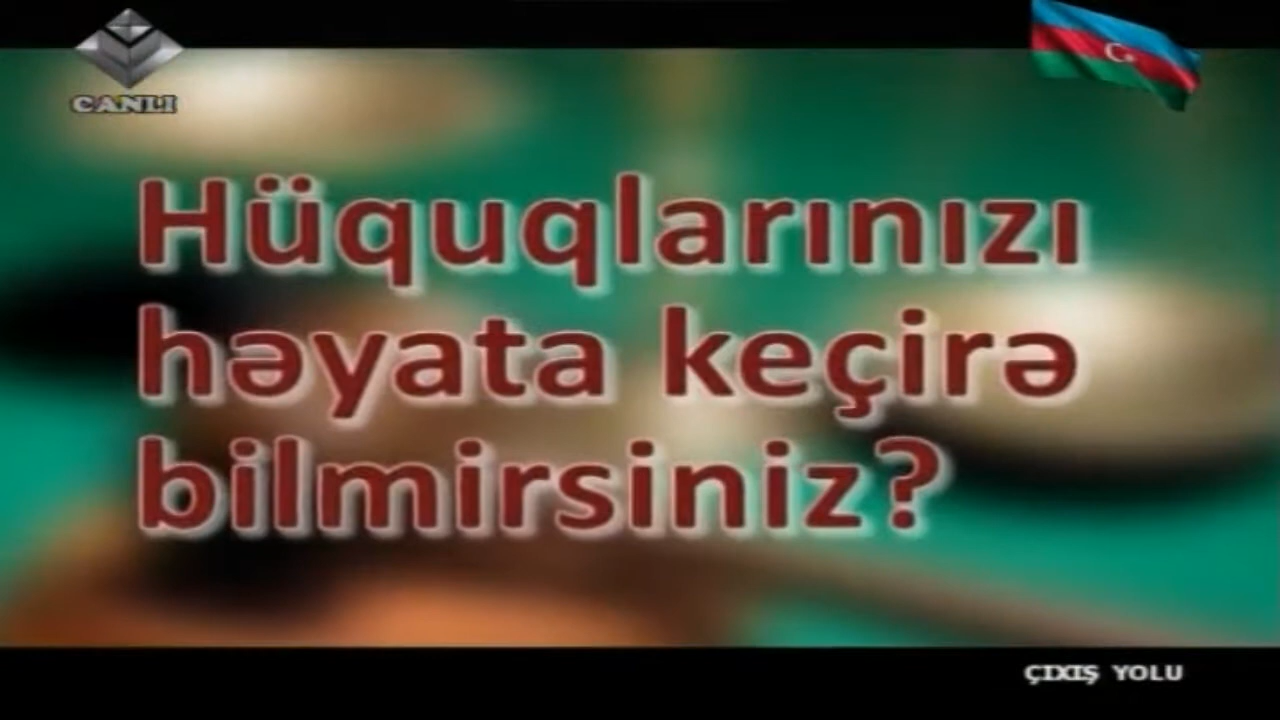 CANLI
Hüquqlarınızı
həyata keçirə
bilmirsiniz?
ÇIXIŞ YOLU